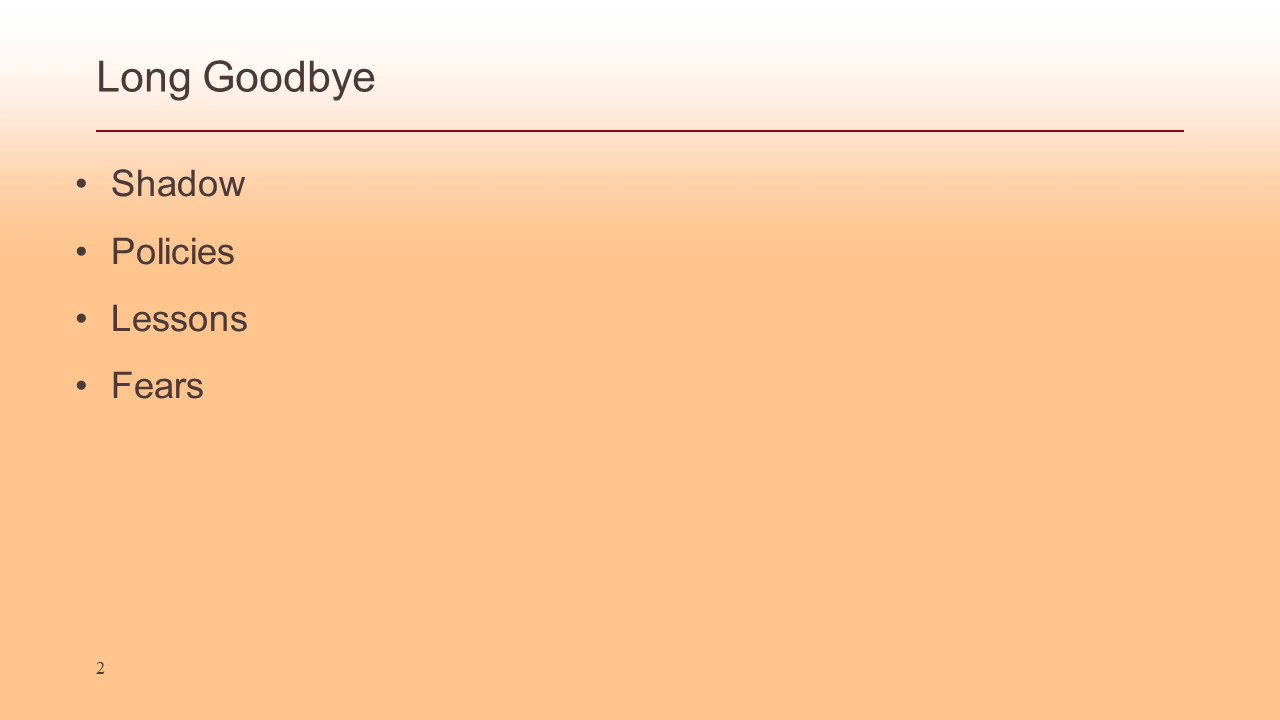 Long Goodbye
• Shadow
• Policies
• Lessons
• Fears
2